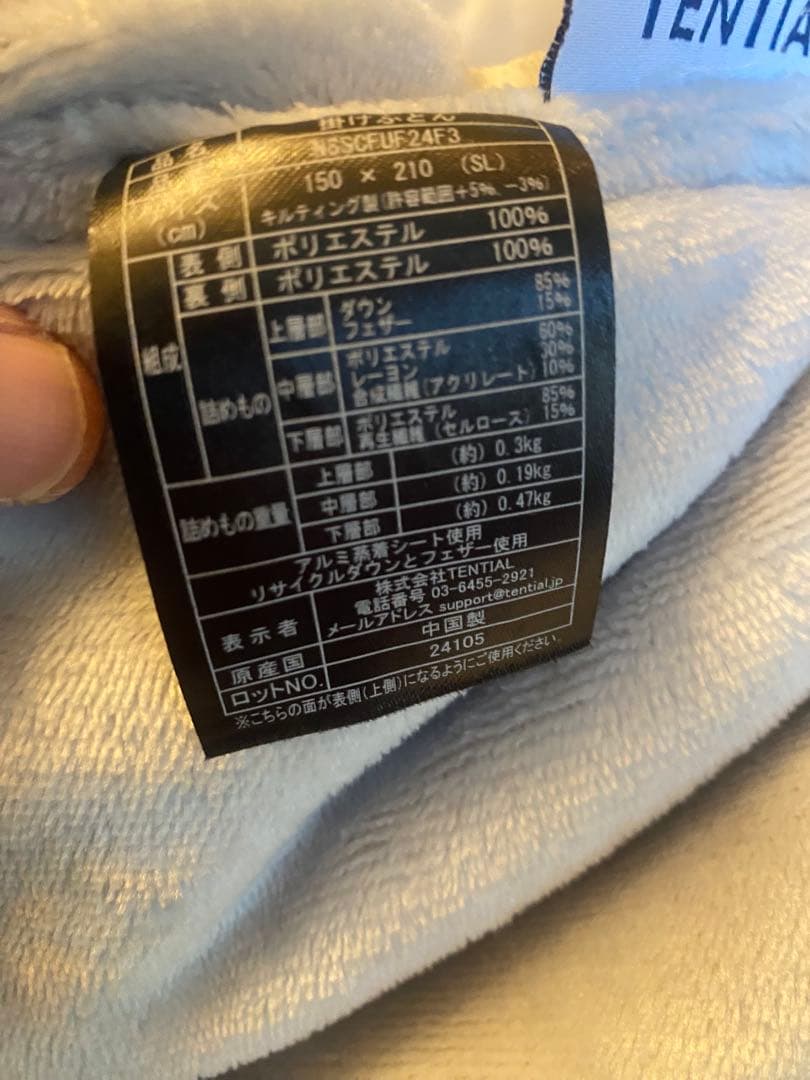 TENTIA
品名 掛けふとん
N6SCFUF24F3
サイズ(cm) 150 × 210 (SL)
キルティング製(許容範囲+5%、-3%)
組成 表側 ポリエステル 100%
裏側 ポリエステル 100%
詰めもの 上層部 ダウン 85%
フェザー 15%
中層部 ポリエステル 60%
レーヨン 30%
合成繊維(アクリレート) 10%
下層部 ポリエステル 85%
再生繊維(セルロース) 15%
詰めもの重量 上層部 (約) 0.3kg
中層部 (約) 0.19kg
下層部 (約) 0.47kg
アルミ蒸着シート使用
リサイクルダウンとフェザー使用
表示者 株式会社TENTIAL
電話番号 03-6455-2921
メールアドレス support@tential.jp
原産国 中国製
ロットNO. 24105
※こちらの面が表側(上側)になるようにご使用ください。